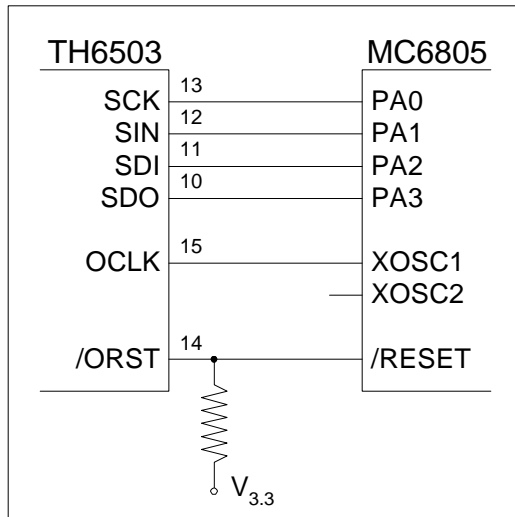 TH6503 MC6805
13
SCK PA0
12
SIN PA1
11
SDI PA2
10
SDO PA3
15
OCLK XOSC1
XOSC2
14
/ORST /RESET
V3.3